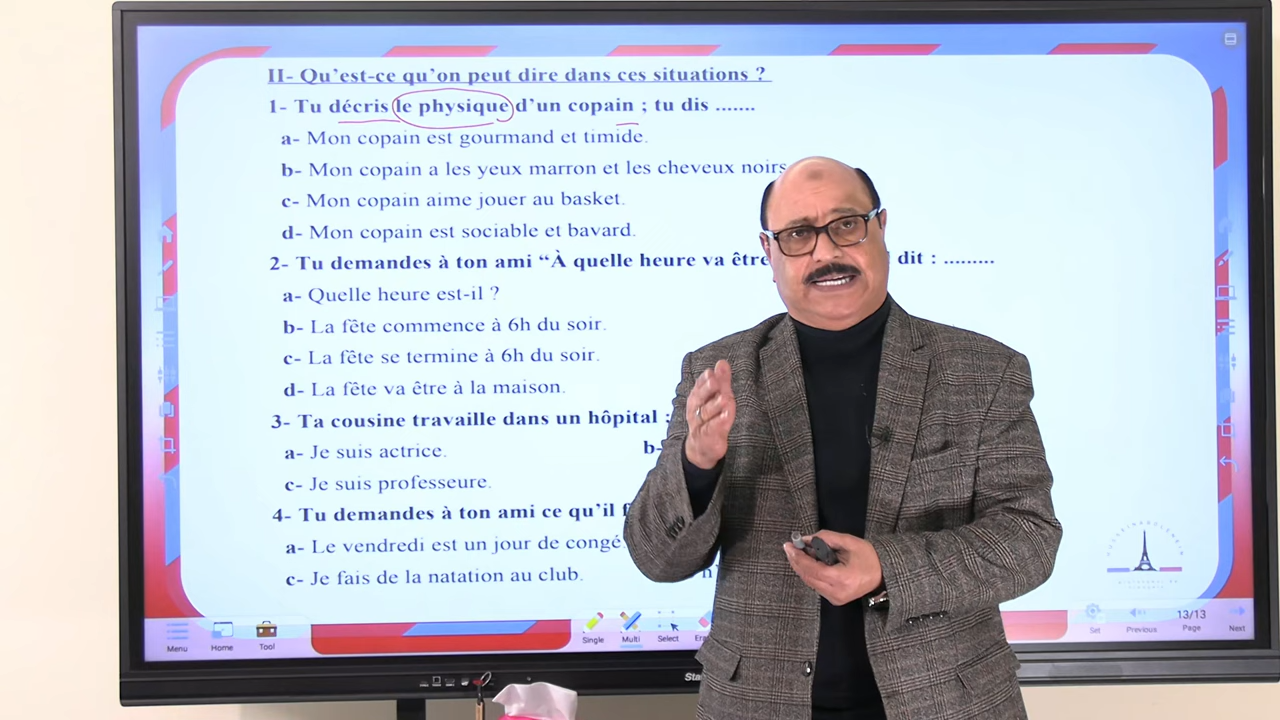 II- Qu’est-ce qu’on peut dire dans ces situations ?
1- Tu décris le physique d’un copain ; tu dis .......
a- Mon copain est gourmand et timide.
b- Mon copain a les yeux marron et les cheveux noirs
c- Mon copain aime jouer au basket.
d- Mon copain est sociable et bavard.
2- Tu demandes à ton ami “À quelle heure va être dit : .........
a- Quelle heure est-il ?
b- La fête commence à 6h du soir.
c- La fête se termine à 6h du soir.
d- La fête va être à la maison.
3- Ta cousine travaille dans un hôpital ;
a- Je suis actrice. b-
c- Je suis professeure.
4- Tu demandes à ton ami ce qu’il
a- Le vendredi est un jour de congé.
c- Je fais de la natation au club.
Menu Home Tool Single Multi Select Set Previous 13/13 Page Next